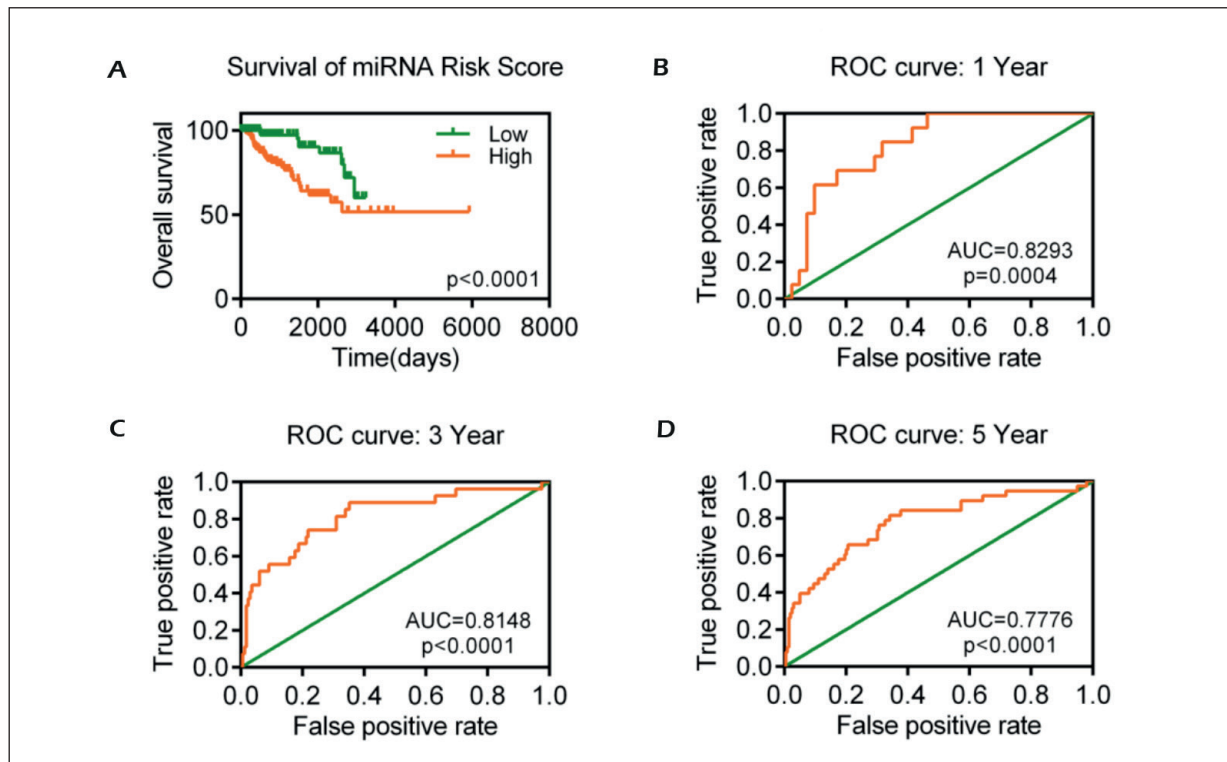 A
Survival of miRNA Risk Score
Overall survival
100
50
0
Low
High
p<0.0001
0 2000 4000 6000 8000
Time(days)
B
ROC curve: 1 Year
True positive rate
1.0
0.8
0.6
0.4
0.2
0.0
AUC=0.8293
p=0.0004
0.0 0.2 0.4 0.6 0.8 1.0
False positive rate
C
ROC curve: 3 Year
True positive rate
1.0
0.8
0.6
0.4
0.2
0.0
AUC=0.8148
p<0.0001
0.0 0.2 0.4 0.6 0.8 1.0
False positive rate
D
ROC curve: 5 Year
True positive rate
1.0
0.8
0.6
0.4
0.2
0.0
AUC=0.7776
p<0.0001
0.0 0.2 0.4 0.6 0.8 1.0
False positive rate